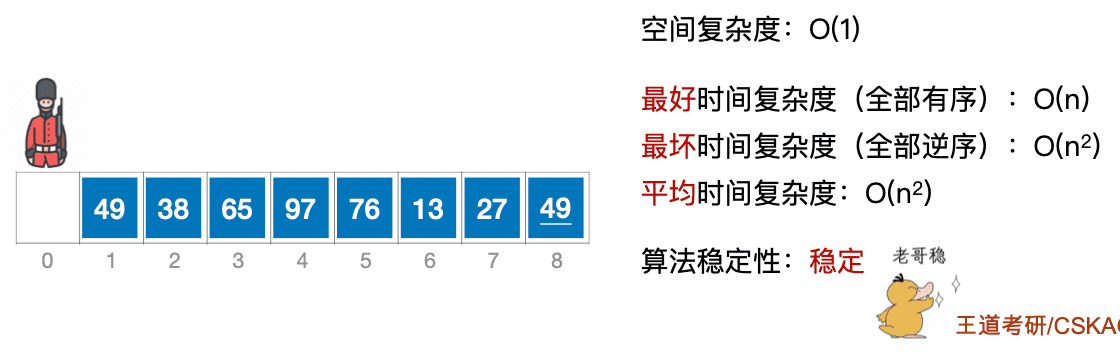 空间复杂度：O(1)
最好时间复杂度（全部有序）：O(n)
最坏时间复杂度（全部逆序）：O(n²)
平均时间复杂度：O(n²)
49 38 65 97 76 13 27 49
0 1 2 3 4 5 6 7 8
算法稳定性：稳定
老哥稳
王道考研/CSKAO